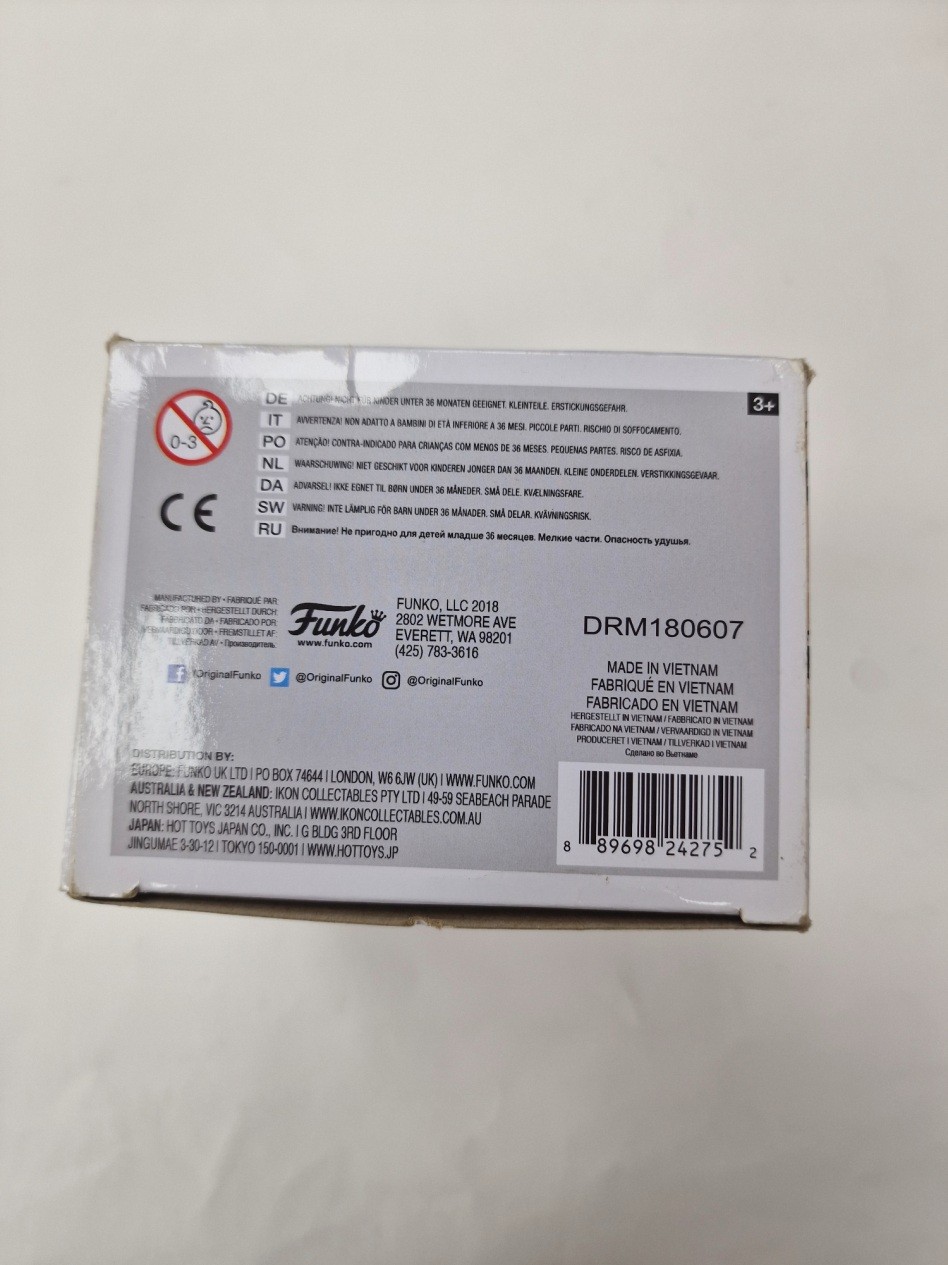 0-3
3+
DE ACHTUNG! NICHT FÜR KINDER UNTER 36 MONATEN GEEIGNET. KLEINTEILE. ERSTICKUNGSGEFAHR.
IT AVVERTENZA! NON ADATTO A BAMBINI DI ETÀ INFERIORE A 36 MESI. PICCOLE PARTI. RISCHIO DI SOFFOCAMENTO.
PO ATENÇÃO! CONTRA-INDICADO PARA CRIANÇAS COM MENOS DE 36 MESES. PEQUENAS PARTES. RISCO DE ASFIXIA.
NL WAARSCHUWING! NIET GESCHIKT VOOR KINDEREN JONGER DAN 36 MAANDEN. KLEINE ONDERDELEN. VERSTIKKINGSGEVAAR.
DA ADVARSEL! IKKE EGNET TIL BØRN UNDER 36 MÅNEDER. SMÅ DELE. KVÆLNINGSFARE.
SW VARNING! INTE LÄMPLIG FÖR BARN UNDER 36 MÅNADER. SMÅ DELAR. KVÄVNINGSRISK.
RU Внимание! Не пригодно для детей младше 36 месяцев. Мелкие части. Опасность удушья.
CE
MANUFACTURED BY • FABRIQUÉ PAR:
FABRICADO POR • HERGESTELLT DURCH:
FABBRICATO DA • FABRICADO POR:
VERVAARDIGD DOOR • FREMSTILLET AF:
TILLVERKAD AV • Производитель:
Funko
www.funko.com
FUNKO, LLC 2018
2802 WETMORE AVE
EVERETT, WA 98201
(425) 783-3616
/OriginalFunko @OriginalFunko @OriginalFunko
DRM180607
MADE IN VIETNAM
FABRIQUÉ EN VIETNAM
FABRICADO EN VIETNAM
HERGESTELLT IN VIETNAM / FABBRICATO IN VIETNAM
FABRICADO NA VIETNAM / VERVAARDIGD IN VIETNAM
PRODUCERET I VIETNAM / TILLVERKAD I VIETNAM
Сделано во Вьетнаме
DISTRIBUTION BY:
EUROPE: FUNKO UK LTD | PO BOX 74644 | LONDON, W6 6JW (UK) | WWW.FUNKO.COM
AUSTRALIA & NEW ZEALAND: IKON COLLECTABLES PTY LTD | 49-59 SEABEACH PARADE
NORTH SHORE, VIC 3214 AUSTRALIA | WWW.IKONCOLLECTABLES.COM.AU
JAPAN: HOT TOYS JAPAN CO., INC. | G BLDG 3RD FLOOR
JINGUMAE 3-30-12 | TOKYO 150-0001 | WWW.HOTTOYS.JP
8 89698 24275 2